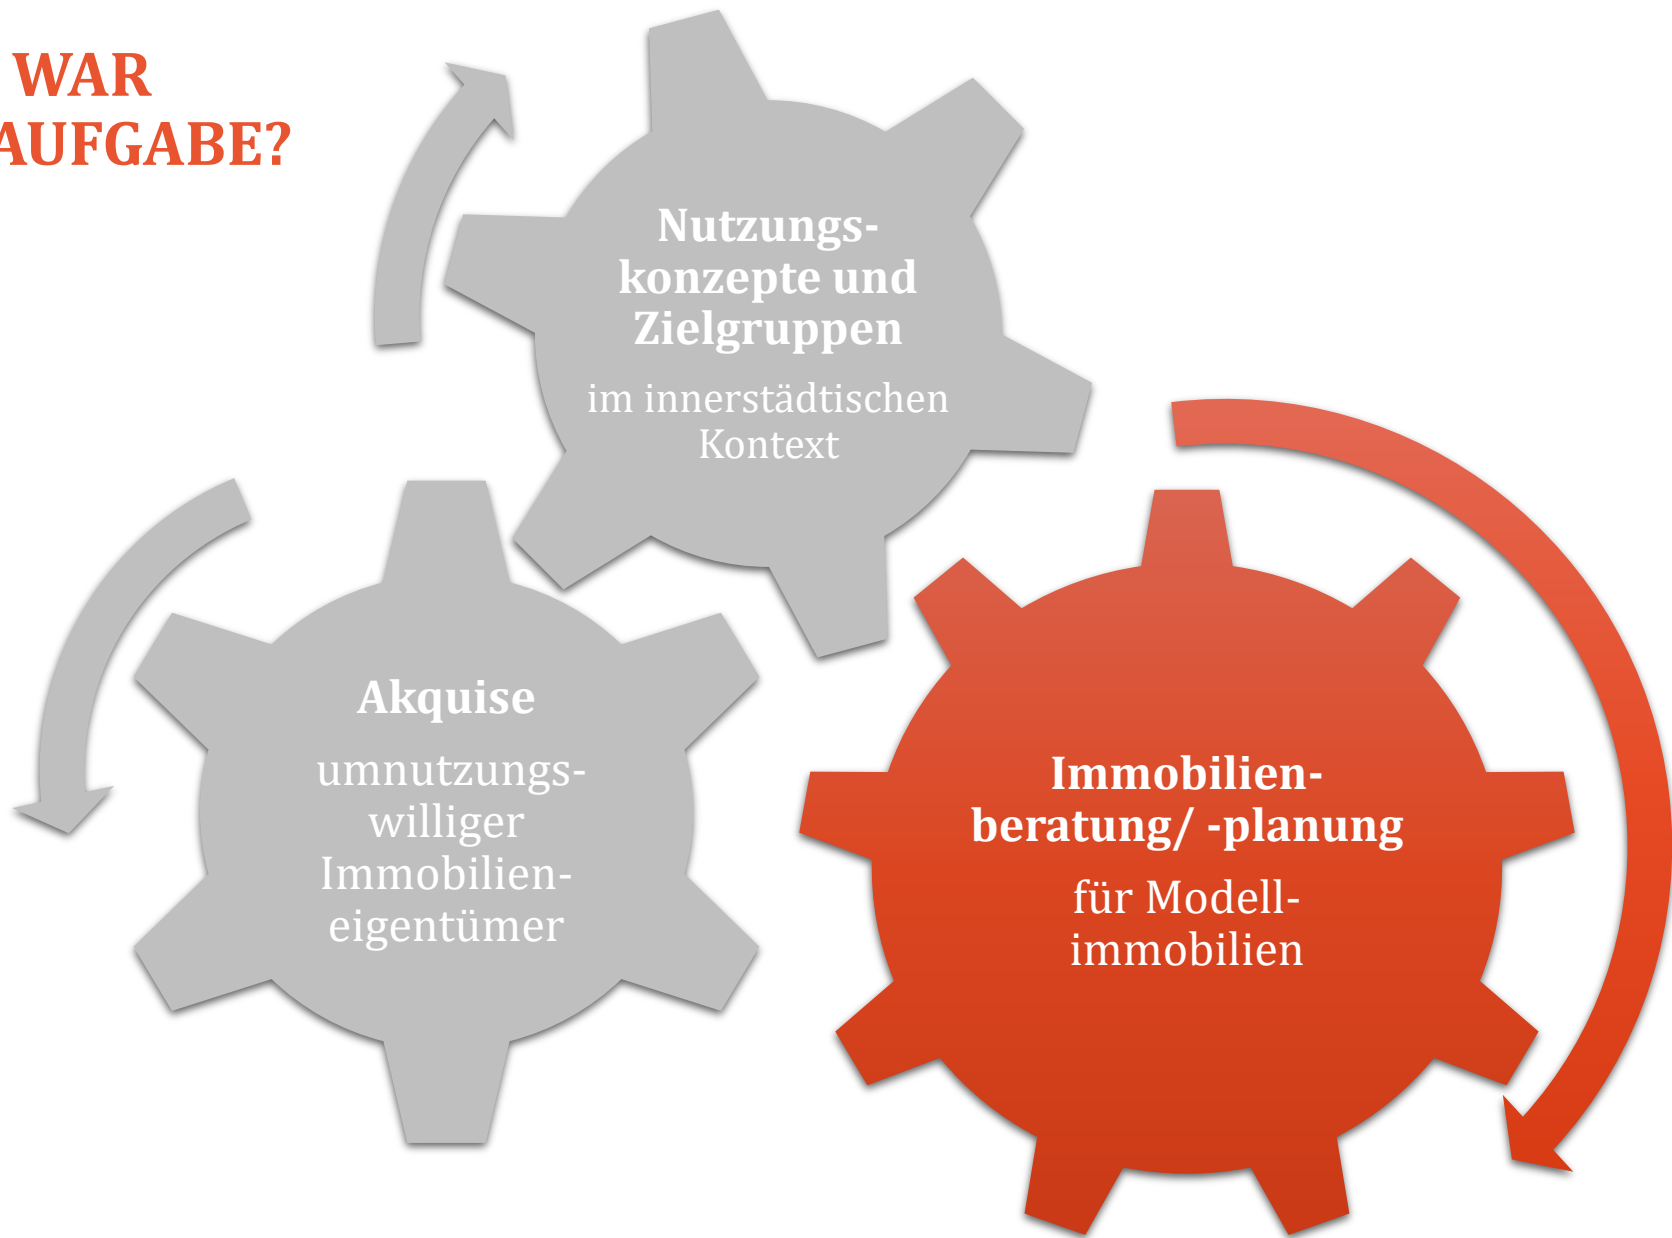 WAR
AUFGABE?
Nutzungs-
konzepte und
Zielgruppen
im innerstädtischen
Kontext
Akquise
umnutzungs-
williger
Immobilien-
eigentümer
Immobilien-
beratung/ -planung
für Modell-
immobilien